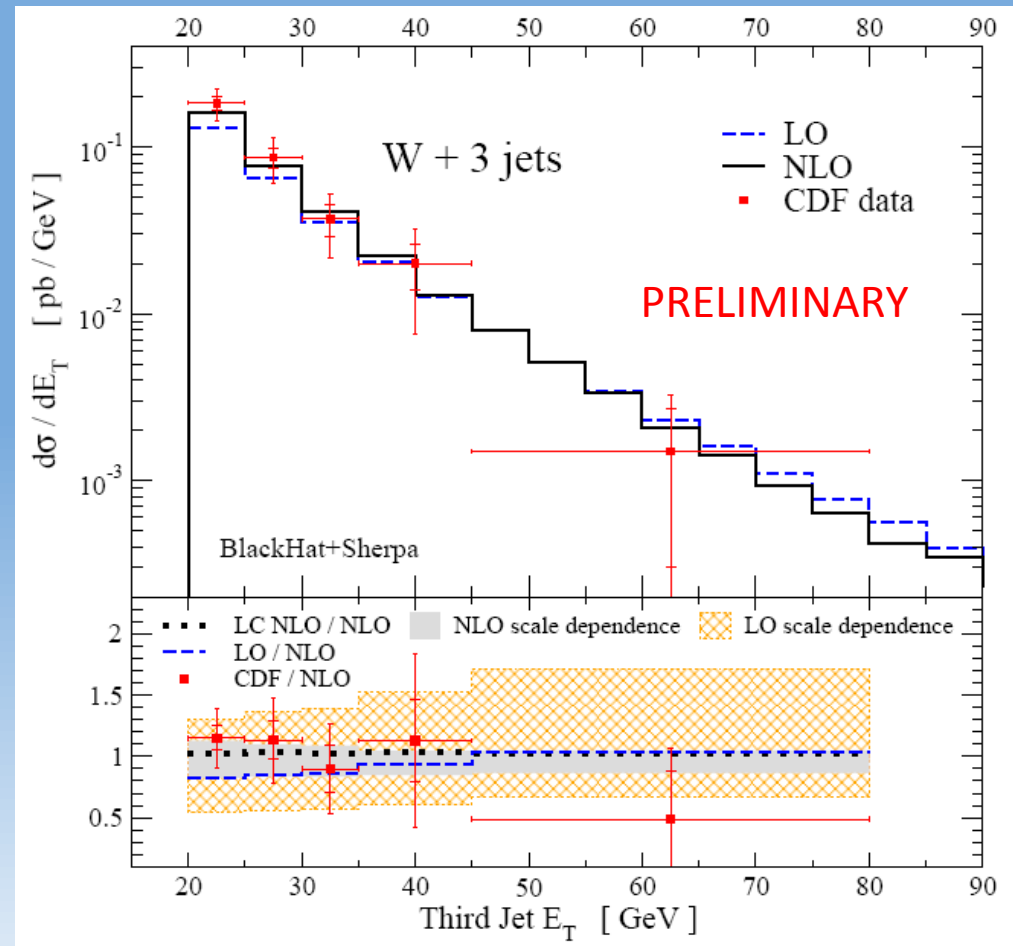 20 30 40 50 60 70 80 90
10^-1
10^-2
10^-3
dσ / dE_T [ pb / GeV ]
W + 3 jets
LO
NLO
CDF data
PRELIMINARY
BlackHat+Sherpa
LC NLO / NLO NLO scale dependence LO scale dependence
LO / NLO
CDF / NLO
2
1.5
1
0.5
20 30 40 50 60 70 80 90
Third Jet E_T [ GeV ]